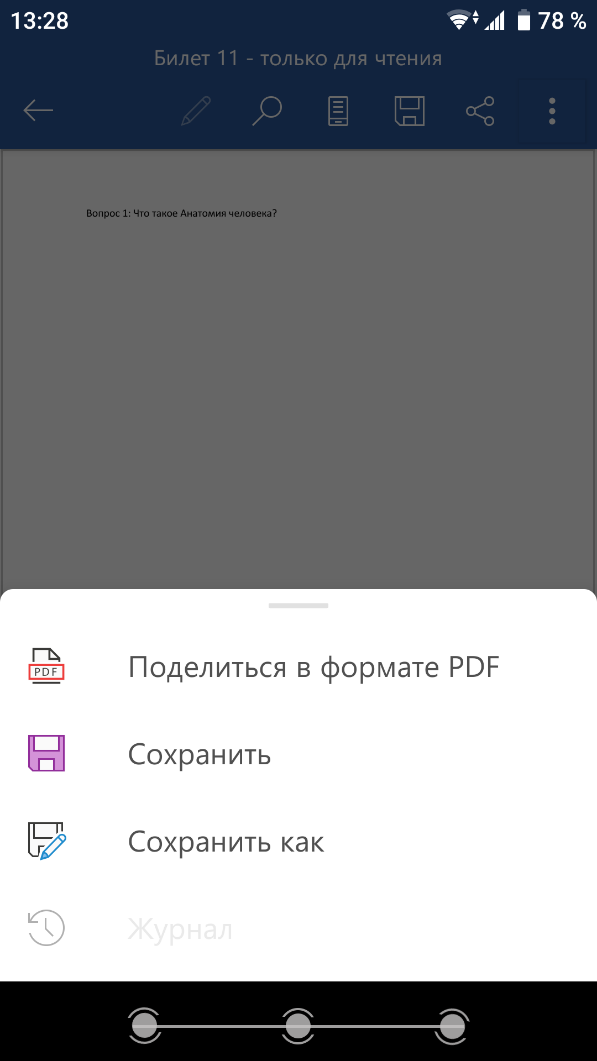 13:28
78 %
Билет 11 - только для чтения
Вопрос 1: Что такое Анатомия человека?
PDF
Поделиться в формате PDF
Сохранить
Сохранить как
Журнал